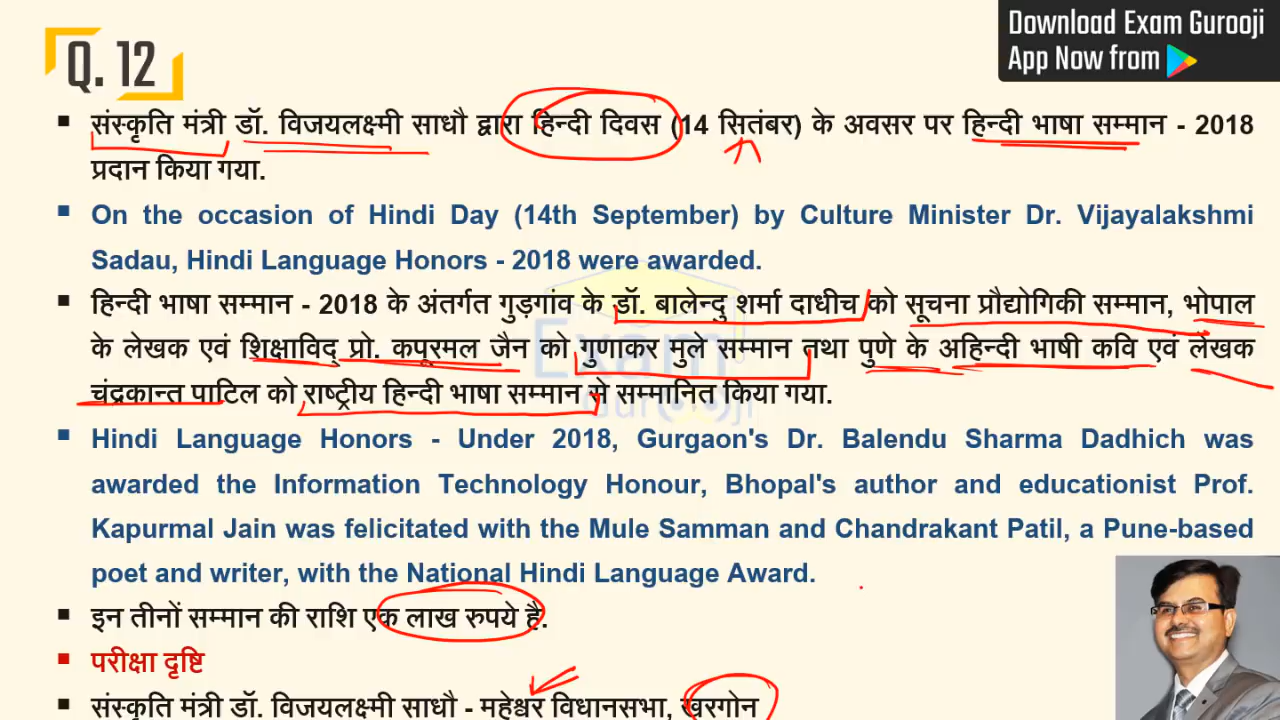 Download Exam Gurooji
App Now from
Q. 12
संस्कृति मंत्री डॉ. विजयलक्ष्मी साधौ द्वारा हिन्दी दिवस (14 सितंबर) के अवसर पर हिन्दी भाषा सम्मान - 2018
प्रदान किया गया.
On the occasion of Hindi Day (14th September) by Culture Minister Dr. Vijayalakshmi
Sadau, Hindi Language Honors - 2018 were awarded.
हिन्दी भाषा सम्मान - 2018 के अंतर्गत गुड़गांव के डॉ. बालेन्दु शर्मा दाधीच को सूचना प्रौद्योगिकी सम्मान, भोपाल
के लेखक एवं शिक्षाविद् प्रो. कपूरमल जैन को गुणाकर मुले सम्मान तथा पुणे के अहिन्दी भाषी कवि एवं लेखक
चंद्रकान्त पाटिल को राष्ट्रीय हिन्दी भाषा सम्मान से सम्मानित किया गया.
Hindi Language Honors - Under 2018, Gurgaon's Dr. Balendu Sharma Dadhich was
awarded the Information Technology Honour, Bhopal's author and educationist Prof.
Kapurmal Jain was felicitated with the Mule Samman and Chandrakant Patil, a Pune-based
poet and writer, with the National Hindi Language Award.
इन तीनों सम्मान की राशि एक लाख रुपये है.
परीक्षा दृष्टि
संस्कृति मंत्री डॉ. विजयलक्ष्मी साधौ - महेश्वर विधानसभा, खरगोन
Exam
Gurooji